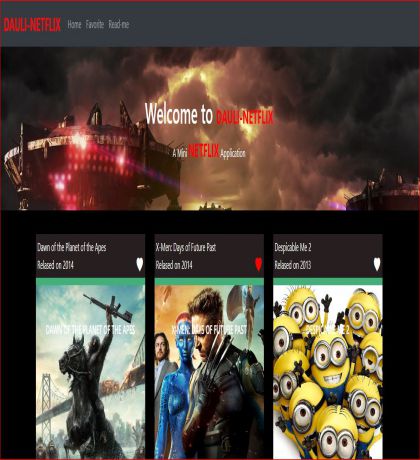 DAULI-NETFLIX Home Favorite Read-me
Welcome to DAULI-NETFLIX
A Mini NETFLIX Application
Dawn of the Planet of the Apes
Relased on 2014
X-Men: Days of Future Past
Relased on 2014
Despicable Me 2
Relased on 2013
DAWN OF THE PLANET OF THE APES
X-MEN: DAYS OF FUTURE PAST
DESPICABLE ME 2